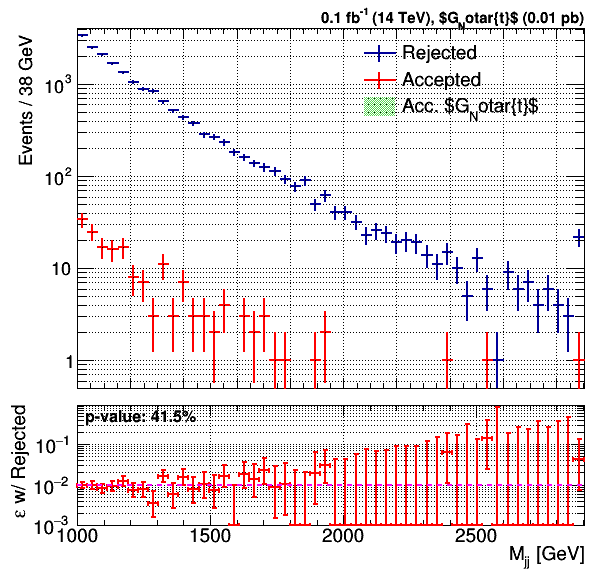 0.1 fb⁻¹ (14 TeV), $G_Notar{t}$ (0.01 pb)
Events / 38 GeV
10³
10²
10
1
Rejected
Accepted
Acc. $G_Notar{t}$
p-value: 41.5%
ε w/ Rejected
10⁻¹
10⁻²
10⁻³
1000 1500 2000 2500
M_jj [GeV]